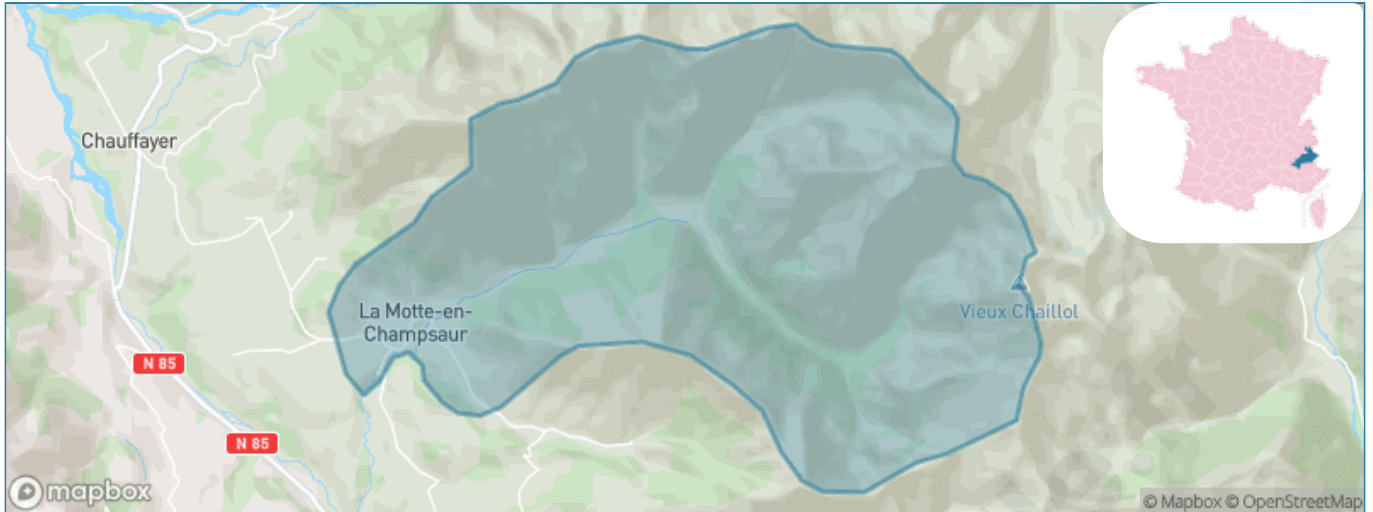 Chauffayer
La Motte-en-
Champsaur
Vieux Chaillol
N 85
N 85
mapbox
© Mapbox © OpenStreetMap